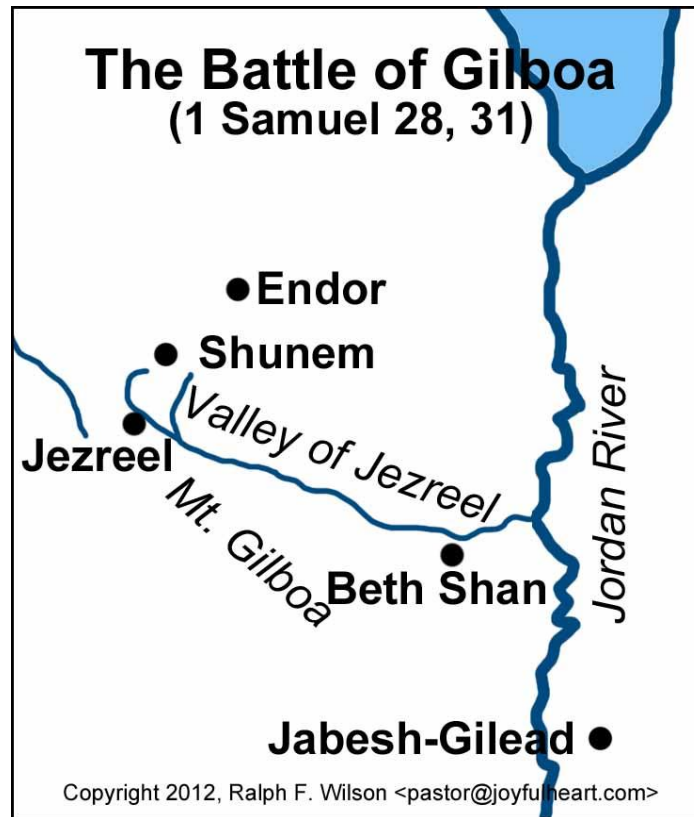 The Battle of Gilboa
(1 Samuel 28, 31)
Endor
Shunem
Valley of Jezreel
Jezreel
Mt. Gilboa
Beth Shan
Jordan River
Jabesh-Gilead
Copyright 2012, Ralph F. Wilson <pastor@joyfulheart.com>